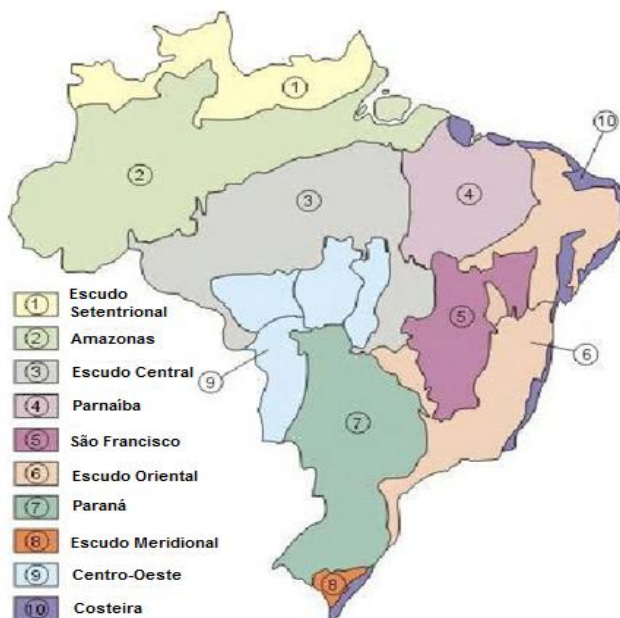 1
10
2
3
4
5
6
9
7
8
1 Escudo
Setentrional
2 Amazonas
3 Escudo Central
4 Parnaíba
5 São Francisco
6 Escudo Oriental
7 Paraná
8 Escudo Meridional
9 Centro-Oeste
10 Costeira